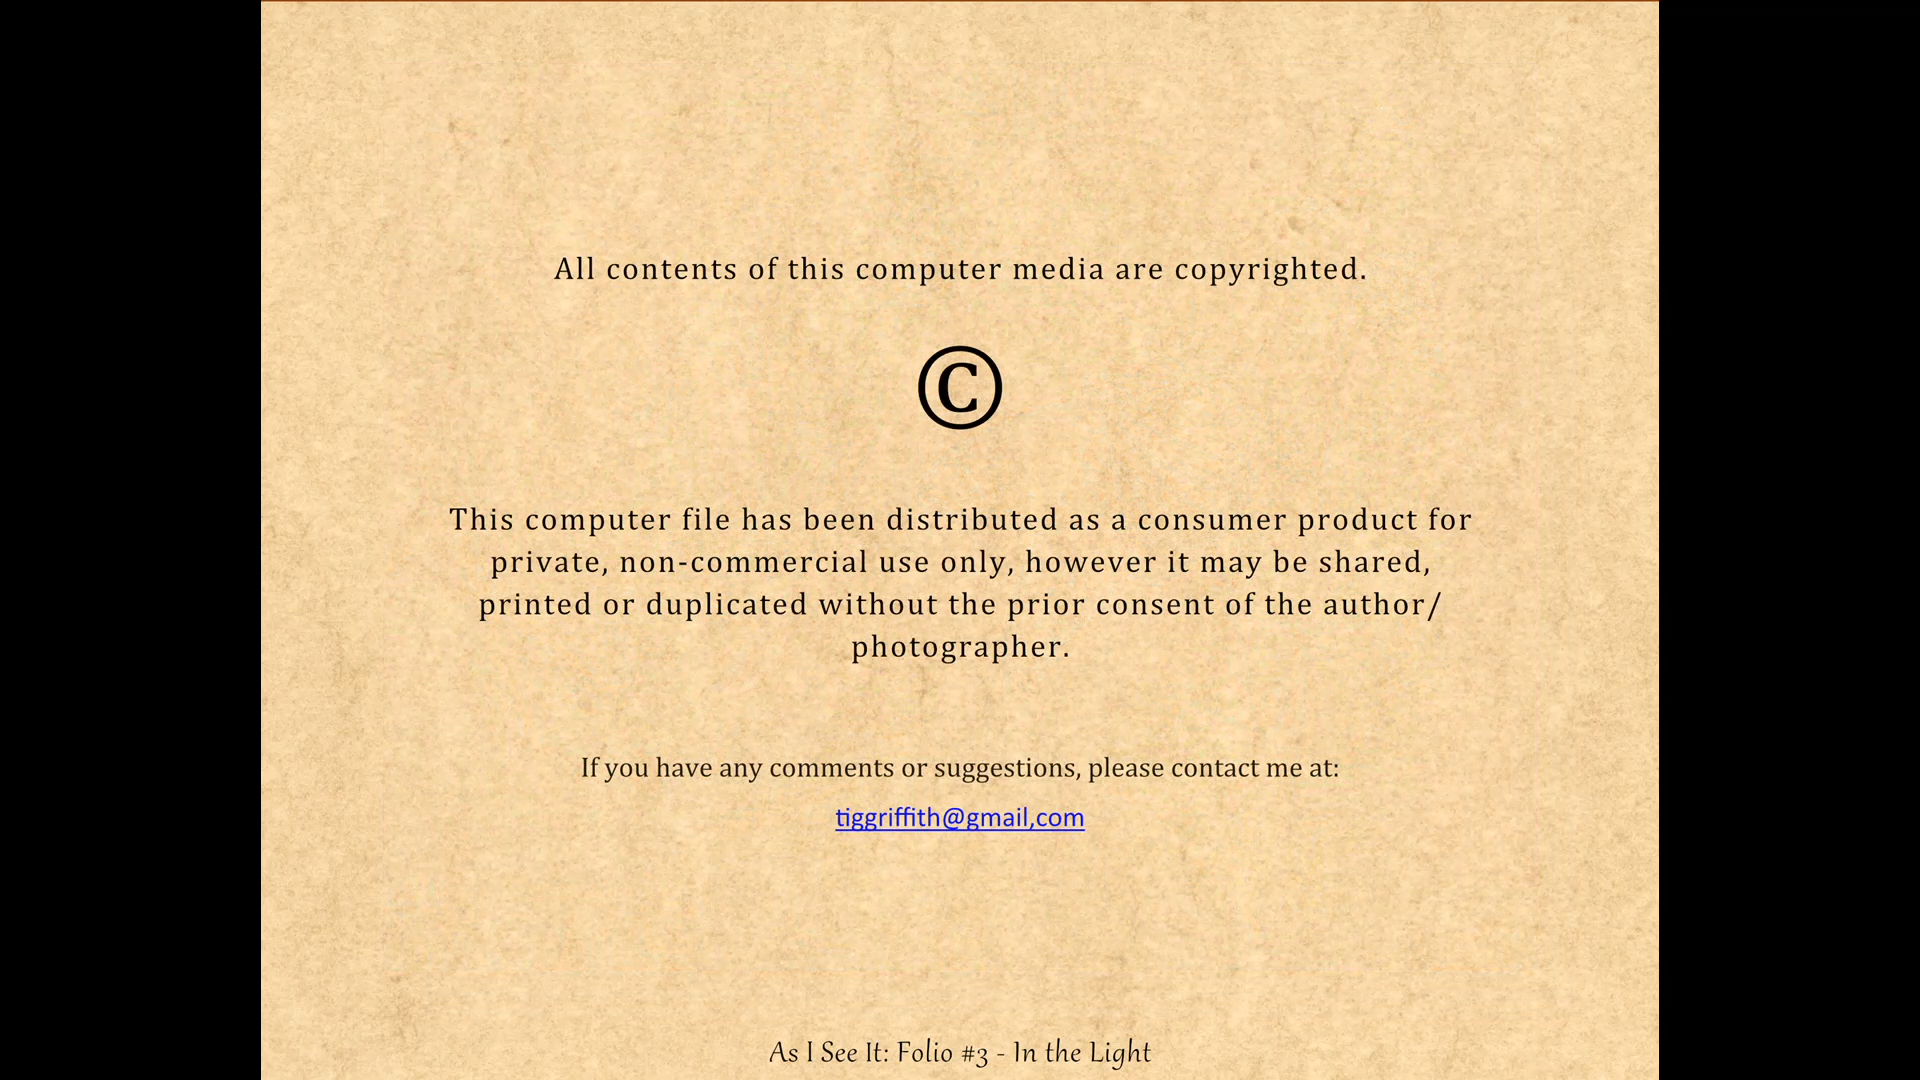 All contents of this computer media are copyrighted.
©
This computer file has been distributed as a consumer product for
private, non-commercial use only, however it may be shared,
printed or duplicated without the prior consent of the author/
photographer.
If you have any comments or suggestions, please contact me at:
tiggriffith@gmail,com
As I See It: Folio #3 - In the Light